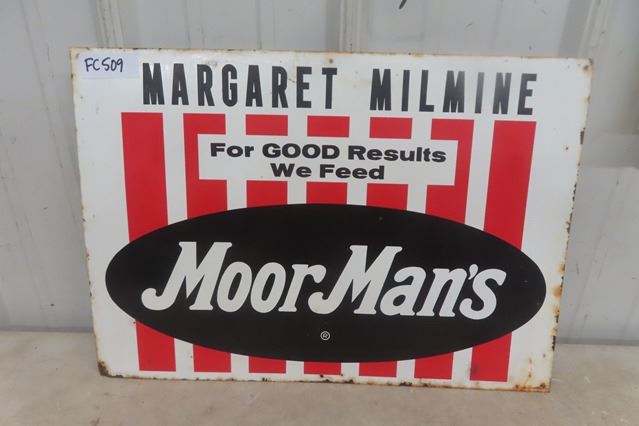 FC509
MARGARET MILMINE
For GOOD Results
We Feed
MoorMan's
®